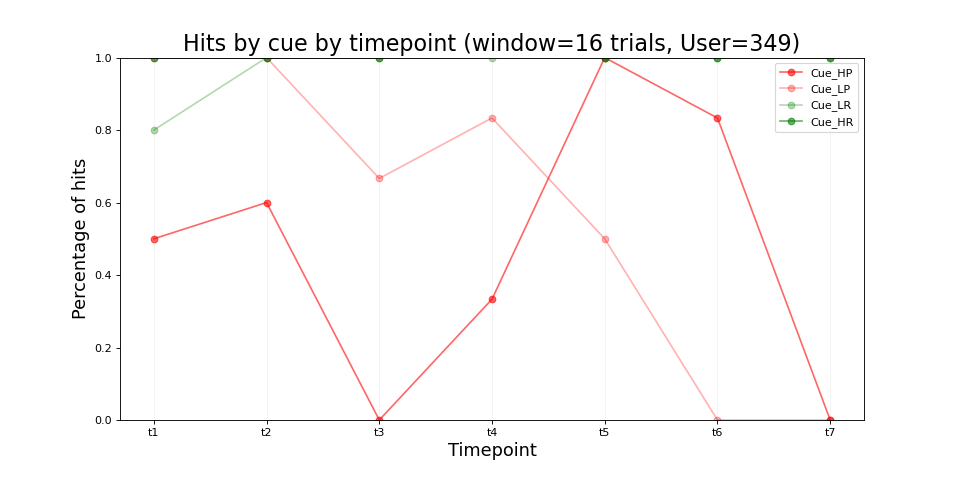 Hits by cue by timepoint (window=16 trials, User=349)
Percentage of hits
1.0
0.8
0.6
0.4
0.2
0.0
Cue_HP
Cue_LP
Cue_LR
Cue_HR
t1 t2 t3 t4 t5 t6 t7
Timepoint